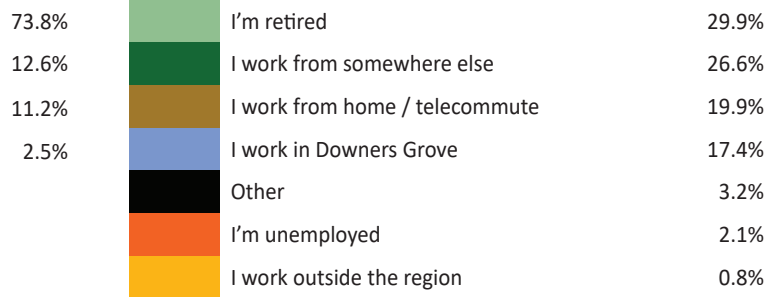 73.8% I'm retired 29.9%
12.6% I work from somewhere else 26.6%
11.2% I work from home / telecommute 19.9%
2.5% I work in Downers Grove 17.4%
Other 3.2%
I'm unemployed 2.1%
I work outside the region 0.8%